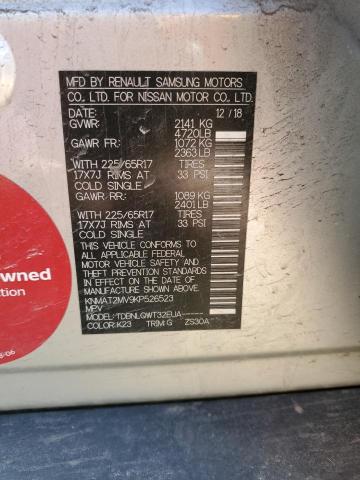 MFD BY RENAULT SAMSUNG MOTORS
CO., LTD. FOR NISSAN MOTOR CO., LTD.
DATE: 12/18
GVWR: 2141 KG
4720LB
GAWR FR: 1072 KG
2363LB
WITH 225/65R17 TIRES
17X7J RIMS AT 33 PSI
COLD SINGLE
GAWR RR: 1089 KG
2401LB
WITH 225/65R17 TIRES
17X7J RIMS AT 33 PSI
COLD SINGLE
THIS VEHICLE CONFORMS TO
ALL APPLICABLE FEDERAL
MOTOR VEHICLE SAFETY AND
THEFT PREVENTION STANDARDS
IN EFFECT ON THE DATE OF
MANUFACTURE SHOWN ABOVE
KNMAT2MV9KP526523
MPV
MODEL: TDBNLQWT32EUA------
COLOR:K23 TRIM:G ZS30A
wned
tion
8-06